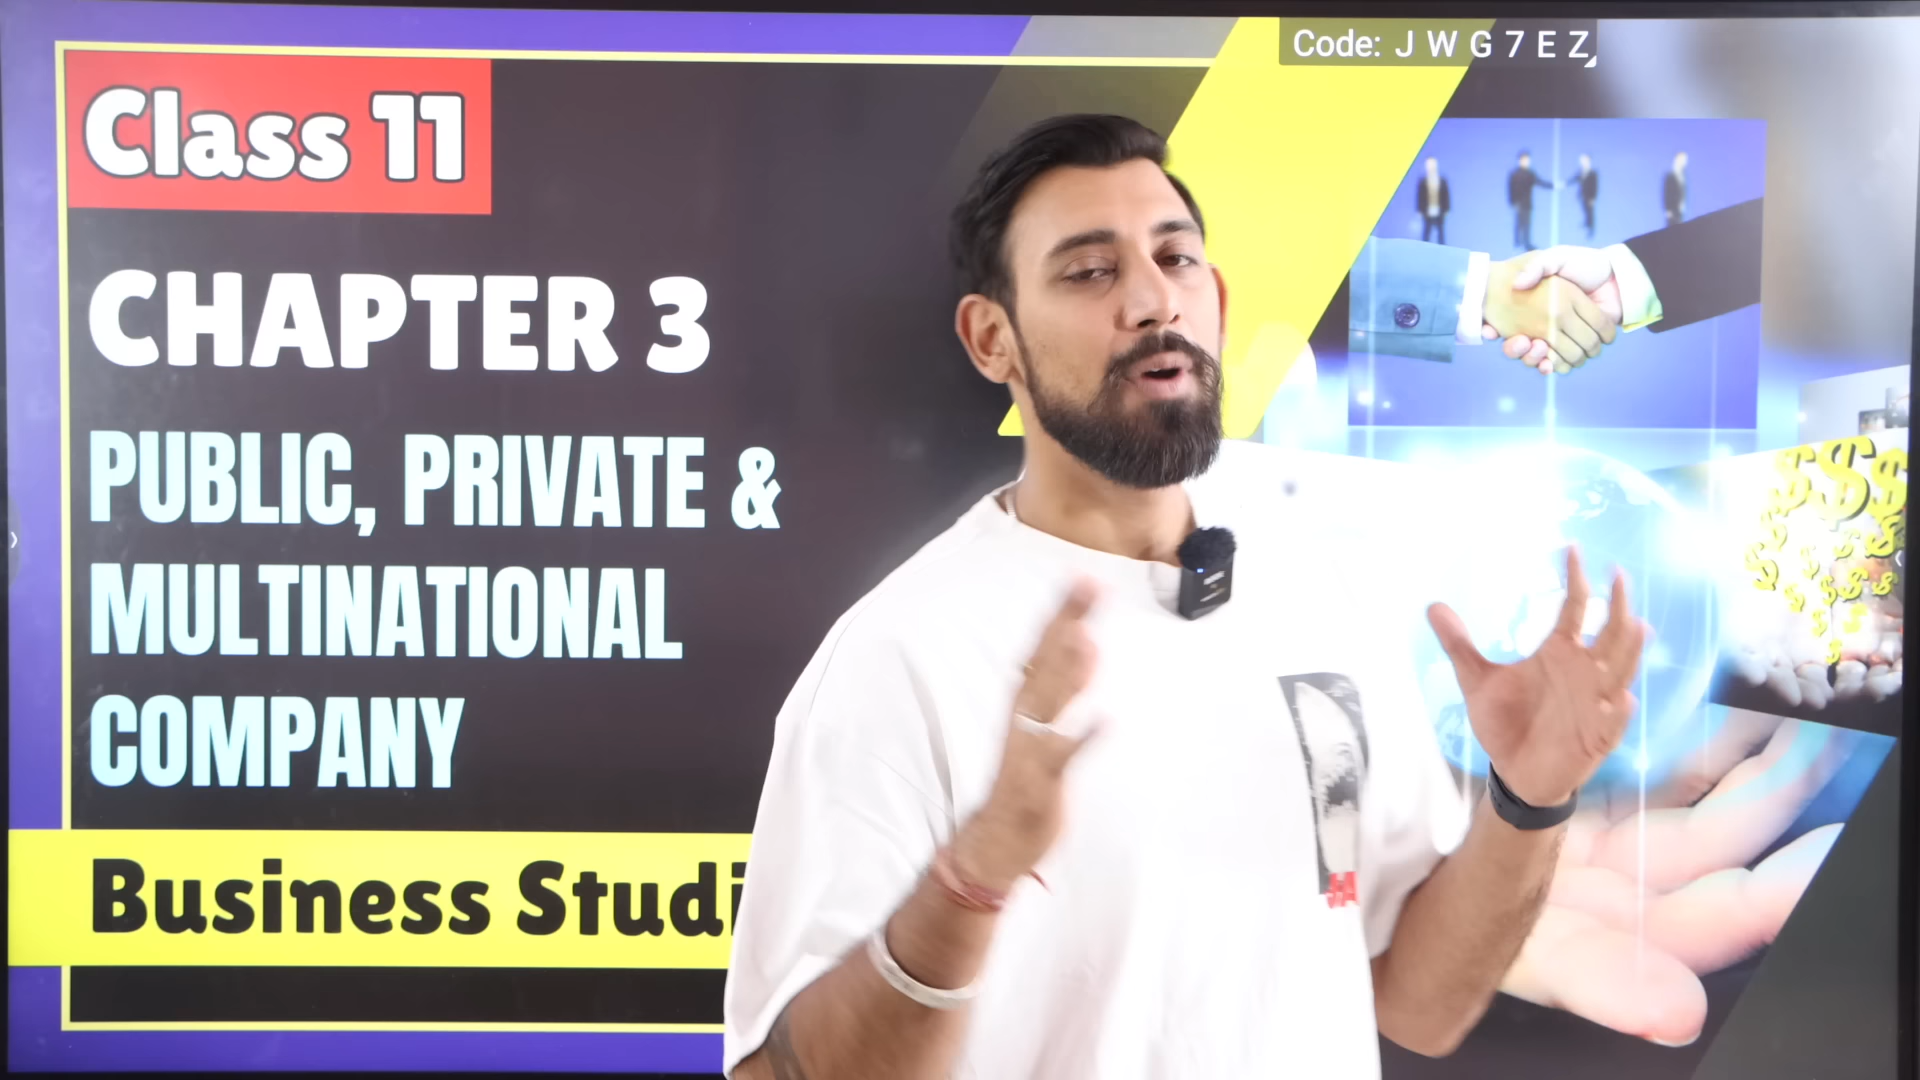 Code: J W G 7 E Z
Class 11
CHAPTER 3
PUBLIC, PRIVATE &
MULTINATIONAL
COMPANY
Business Studi